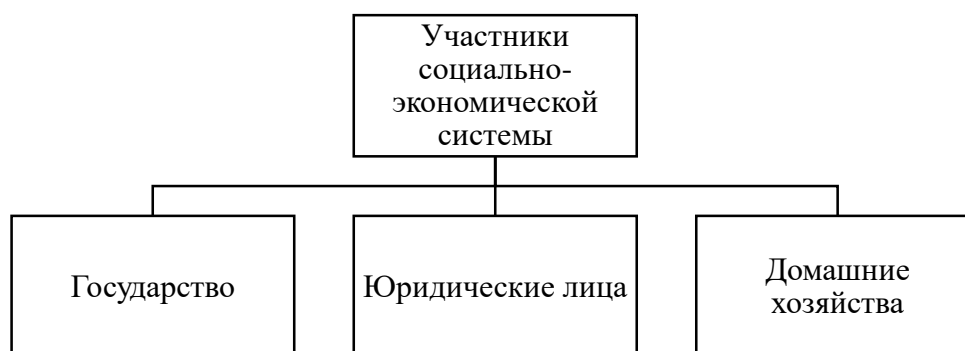 Участники
социально-
экономической
системы
Государство
Юридические лица
Домашние
хозяйства